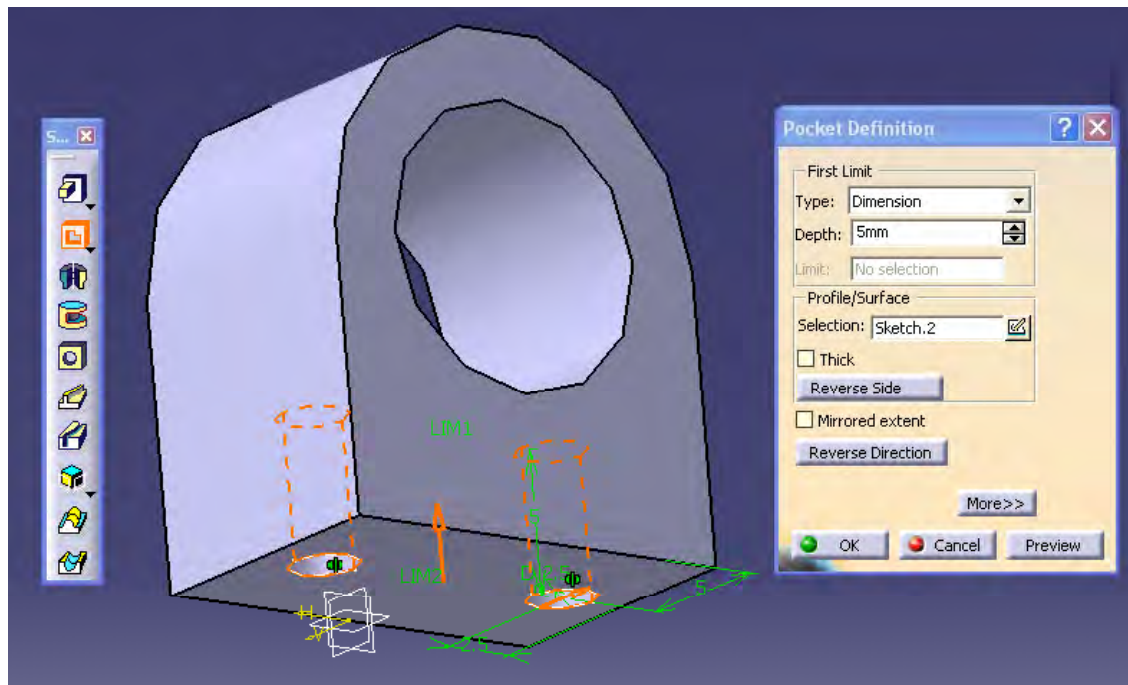 S...
Pocket Definition
First Limit
Type: Dimension
Depth: 5mm
Limit: No selection
Profile/Surface
Selection: Sketch.2
Thick
Reverse Side
Mirrored extent
Reverse Direction
More>>
OK Cancel Preview
LIM1
5
H
V
5
2.5